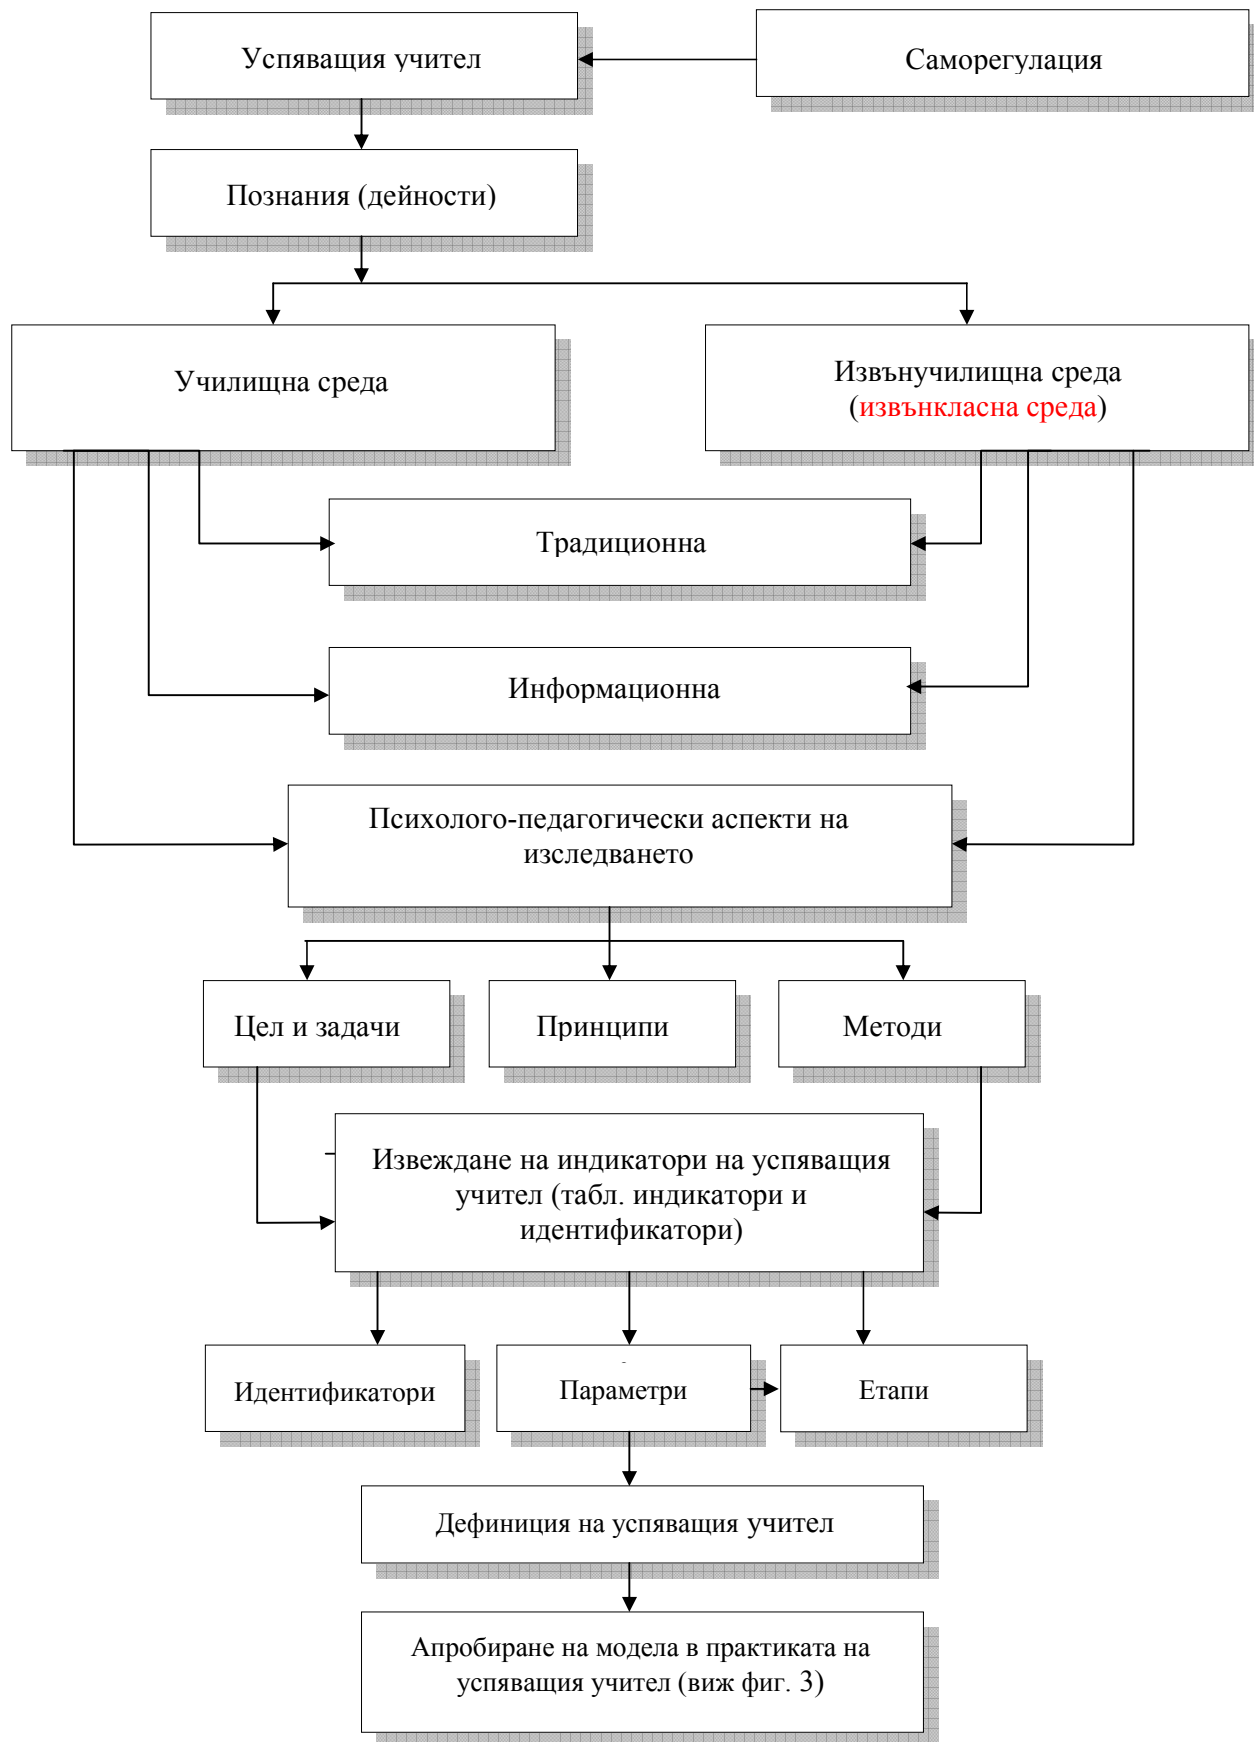 Успяващия учител
Саморегулация
Познания (дейности)
Училищна среда
Извънучилищна среда
(извънкласна среда)
Традиционна
Информационна
Психолого-педагогически аспекти на
изследването
Цел и задачи
Принципи
Методи
Извеждане на индикатори на успяващия
учител (табл. индикатори и
идентификатори)
Идентификатори
Параметри
Етапи
Дефиниция на успяващия учител
Апробиране на модела в практиката на
успяващия учител (виж фиг. 3)